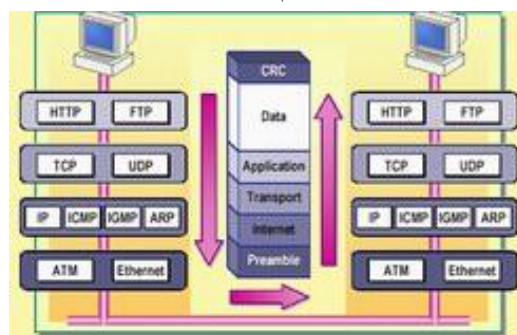 HTTP FTP
TCP UDP
IP ICMP IGMP ARP
ATM Ethernet
CRC
Data
Application
Transport
Internet
Preamble
HTTP FTP
TCP UDP
IP ICMP IGMP ARP
ATM Ethernet